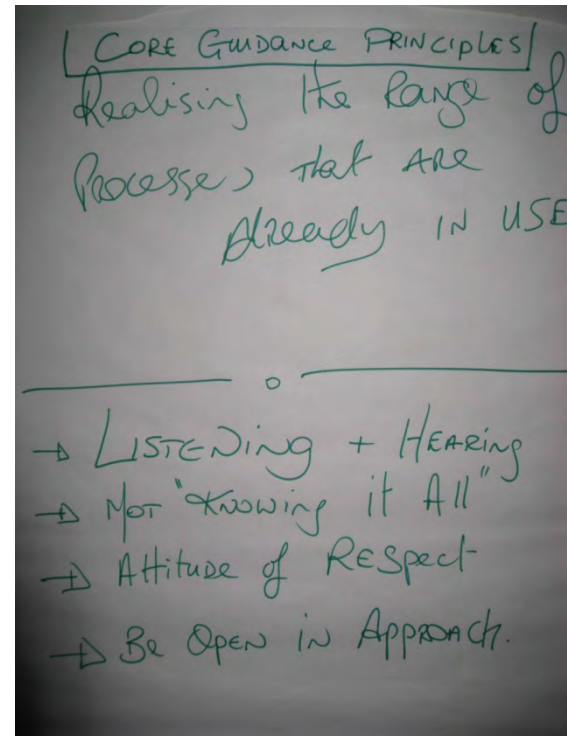 CORE GUIDANCE PRINCIPLES
Realising the Range of
Processes that ARE
Already IN USE
→ LISTENING + HEARING
→ NOT "Knowing it All"
→ Attitude of RESpect
→ Be OPEN in APPROACH.